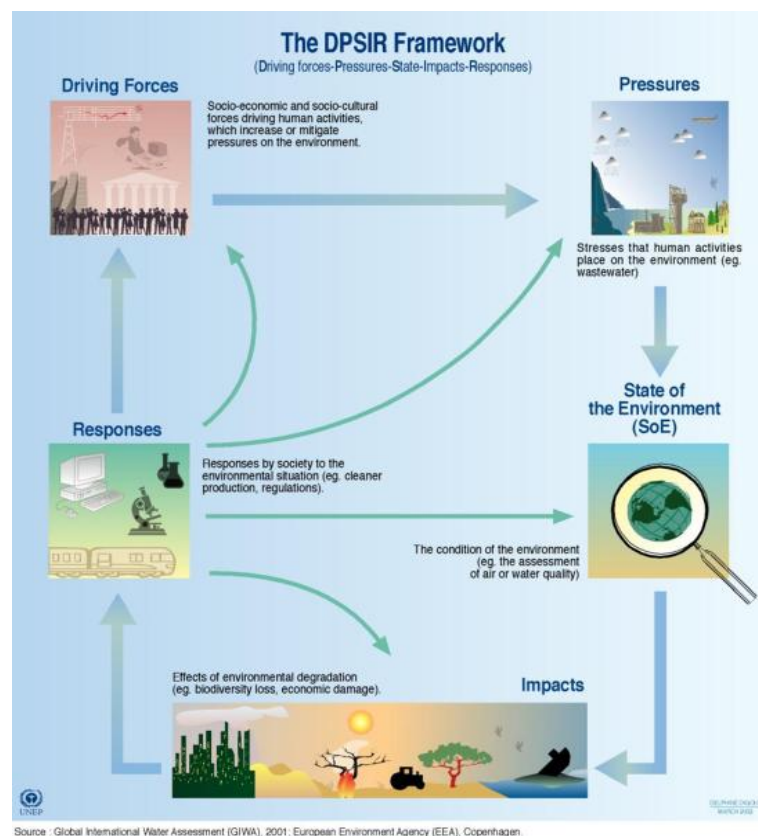 The DPSIR Framework
(Driving forces-Pressures-State-Impacts-Responses)
Driving Forces
Socio-economic and socio-cultural
forces driving human activities,
which increase or mitigate
pressures on the environment.
Pressures
Stresses that human activities
place on the environment (eg.
wastewater)
State of
the Environment
(SoE)
Responses
Responses by society to the
environmental situation (eg. cleaner
production, regulations).
The condition of the environment
(eg. the assessment
of air or water quality)
Effects of environmental degradation
(eg. biodiversity loss, economic damage).
Impacts
UNEP
MARCH 2002
Source : Global International Water Assessment (GIWA), 2001; European Environment Agency (EEA), Copenhagen.